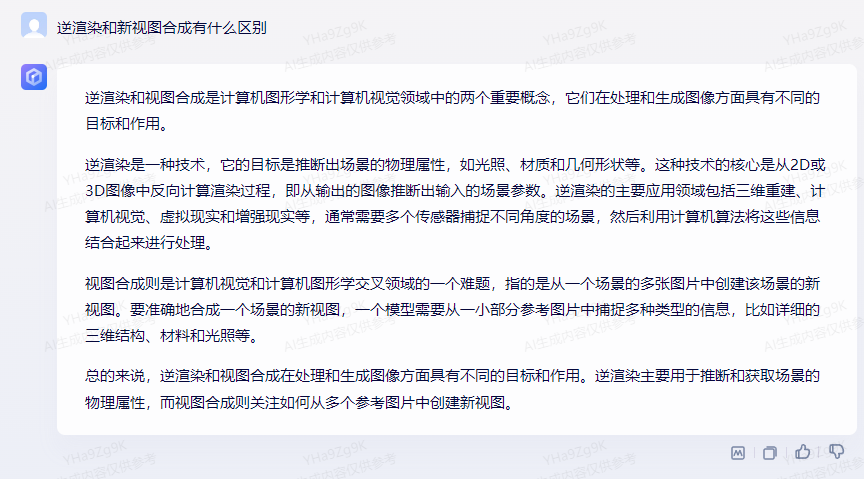 逆渲染和新视图合成有什么区别
逆渲染和视图合成是计算机图形学和计算机视觉领域中的两个重要概念，它们在处理和生成图像方面具有不同的
目标和作用。
逆渲染是一种技术，它的目标是推断出场景的物理属性，如光照、材质和几何形状等。这种技术的核心是从2D或
3D图像中反向计算渲染过程，即从输出的图像推断出输入的场景参数。逆渲染的主要应用领域包括三维重建、计
算机视觉、虚拟现实和增强现实等，通常需要多个传感器捕捉不同角度的场景，然后利用计算机算法将这些信息
结合起来进行处理。
视图合成则是计算机视觉和计算机图形学交叉领域的一个难题，指的是从一个场景的多张图片中创建该场景的新
视图。要准确地合成一个场景的新视图，一个模型需要从一小部分参考图片中捕捉多种类型的信息，比如详细的
三维结构、材料和光照等。
总的来说，逆渲染和视图合成在处理和生成图像方面具有不同的目标和作用。逆渲染主要用于推断和获取场景的
物理属性，而视图合成则关注如何从多个参考图片中创建新视图。
YHa9Zg9K
AI生成内容仅供参考